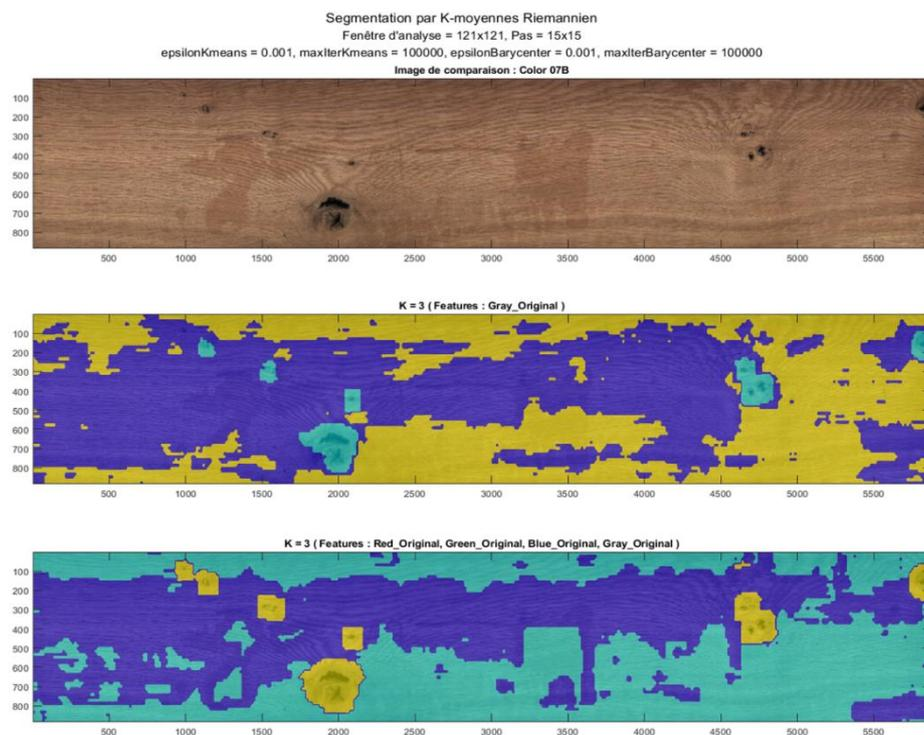 Segmentation par K-moyennes Riemannien
Fenêtre d'analyse = 121x121, Pas = 15x15
epsilonKmeans = 0.001, maxIterKmeans = 100000, epsilonBarycenter = 0.001, maxIterBarycenter = 100000
Image de comparaison : Color 07B
100
200
300
400
500
600
700
800
500 1000 1500 2000 2500 3000 3500 4000 4500 5000 5500
K = 3 ( Features : Gray_Original )
100
200
300
400
500
600
700
800
500 1000 1500 2000 2500 3000 3500 4000 4500 5000 5500
K = 3 ( Features : Red_Original, Green_Original, Blue_Original, Gray_Original )
100
200
300
400
500
600
700
800
500 1000 1500 2000 2500 3000 3500 4000 4500 5000 5500